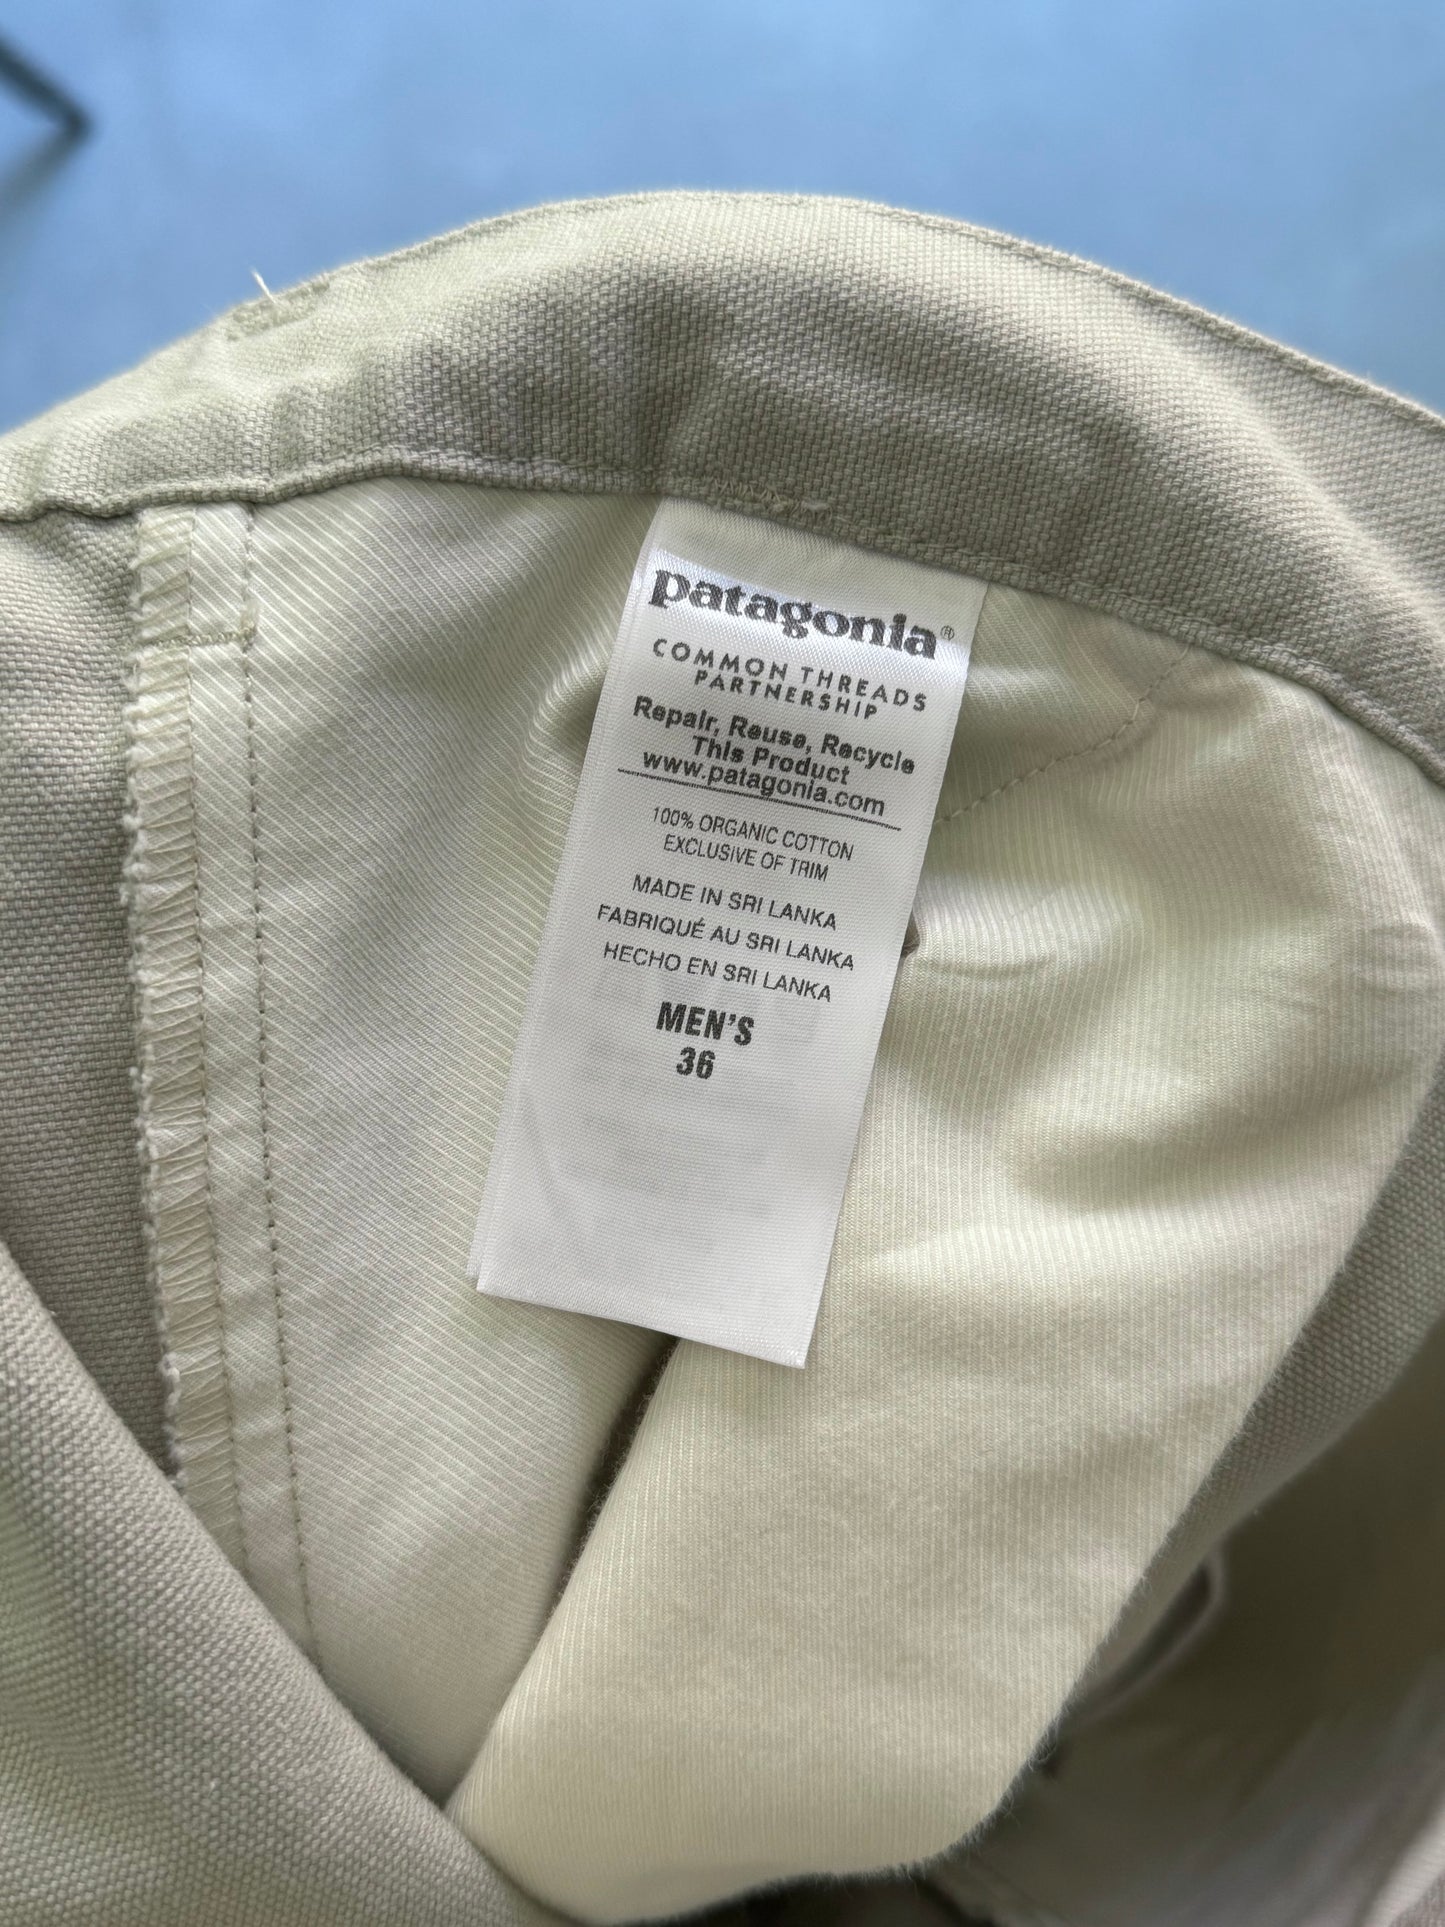 patagonia®
COMMON THREADS
PARTNERSHIP
Repair, Reuse, Recycle
This Product
www.patagonia.com
100% ORGANIC COTTON
EXCLUSIVE OF TRIM
MADE IN SRI LANKA
FABRIQUÉ AU SRI LANKA
HECHO EN SRI LANKA
MEN'S
36